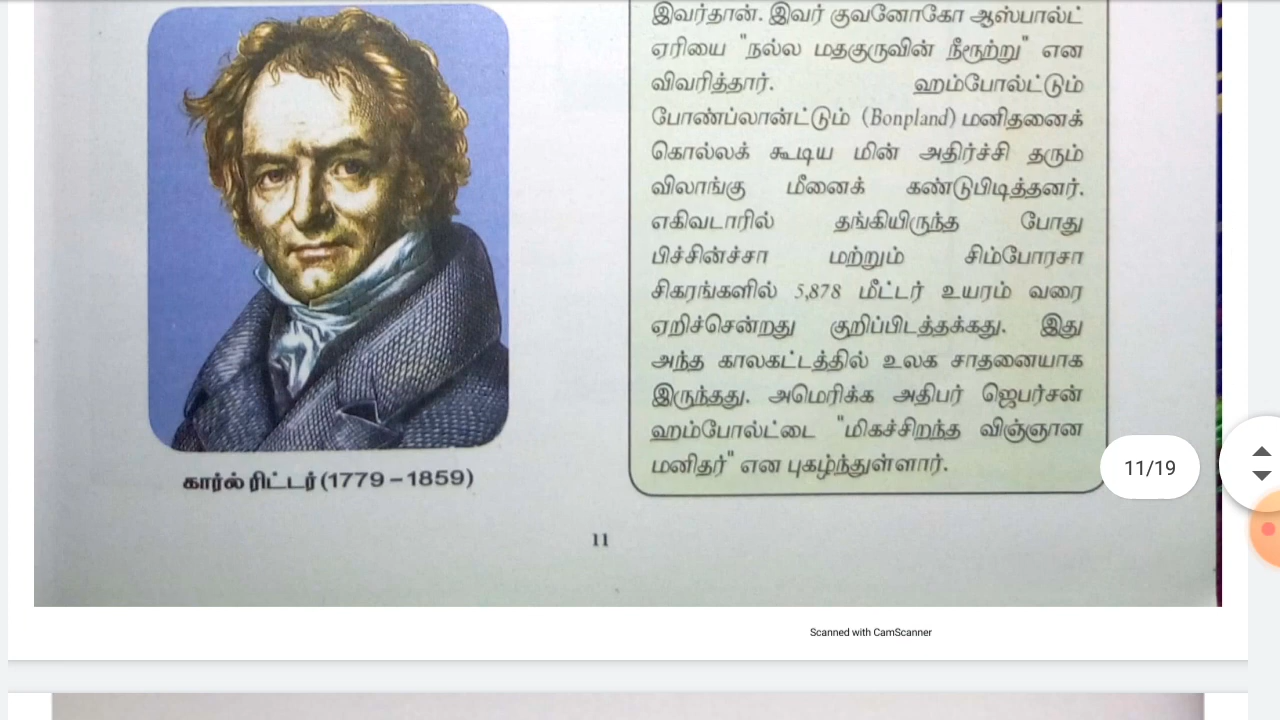 இவர்தான். இவர் குவனோகோ ஆஸ்பால்ட்
ஏரியை "நல்ல மதகுருவின் நீரூற்று" என
விவரித்தார். ஹம்போல்ட்டும்
போண்ப்லான்ட்டும் (Bonpland) மனிதனைக்
கொல்லக் கூடிய மின் அதிர்ச்சி தரும்
விலாங்கு மீனைக் கண்டுபிடித்தனர்.
எகிவடாரில் தங்கியிருந்த போது
பிச்சின்ச்சா மற்றும் சிம்போரசா
சிகரங்களில் 5,878 மீட்டர் உயரம் வரை
ஏறிச்சென்றது குறிப்பிடத்தக்கது. இது
அந்த காலகட்டத்தில் உலக சாதனையாக
இருந்தது. அமெரிக்க அதிபர் ஜெபர்சன்
ஹம்போல்ட்டை "மிகச்சிறந்த விஞ்ஞான
மனிதர்" என புகழ்ந்துள்ளார்.
கார்ல் ரிட்டர் (1779 – 1859)
11/19
11
Scanned with CamScanner